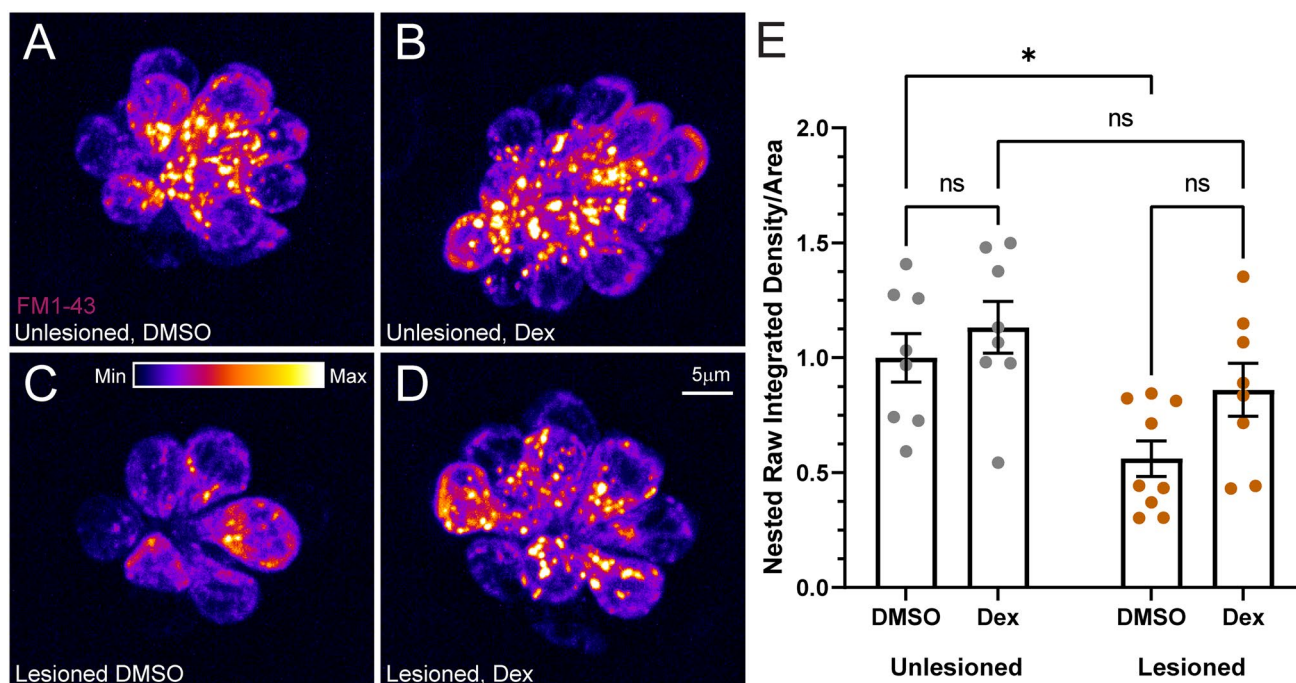 A
B
FM1-43
Unlesioned, DMSO
Unlesioned, Dex
C
Min
Max
D
5μm
Lesioned DMSO
Lesioned, Dex
E
*
ns
ns
ns
2.0
1.5
1.0
0.5
0.0
Nested Raw Integrated Density/Area
DMSO
Dex
DMSO
Dex
Unlesioned
Lesioned